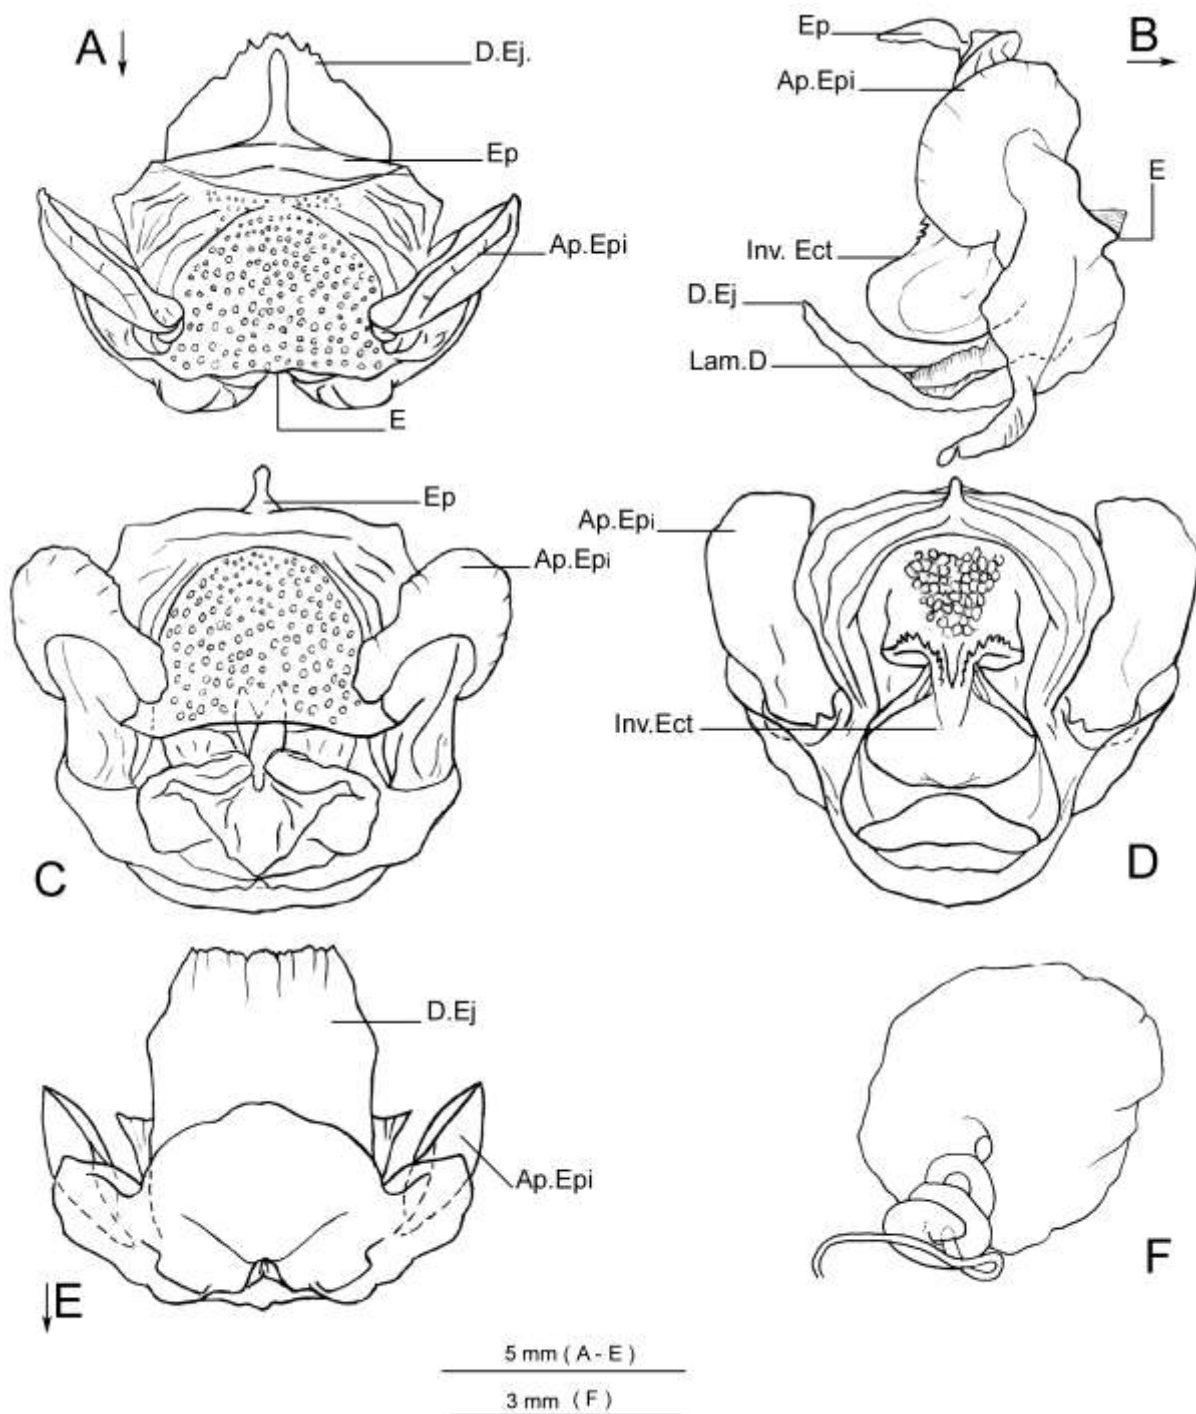 A
D.Ej.
Ep
Ap.Epi
E
Ep
B
Ap.Epi
E
Inv. Ect
D.Ej
Lam.D
Ep
Ap.Epi
C
Ap.Epi
Inv.Ect
D
D.Ej
Ap.Epi
E
F
5 mm ( A - E )
3 mm ( F )